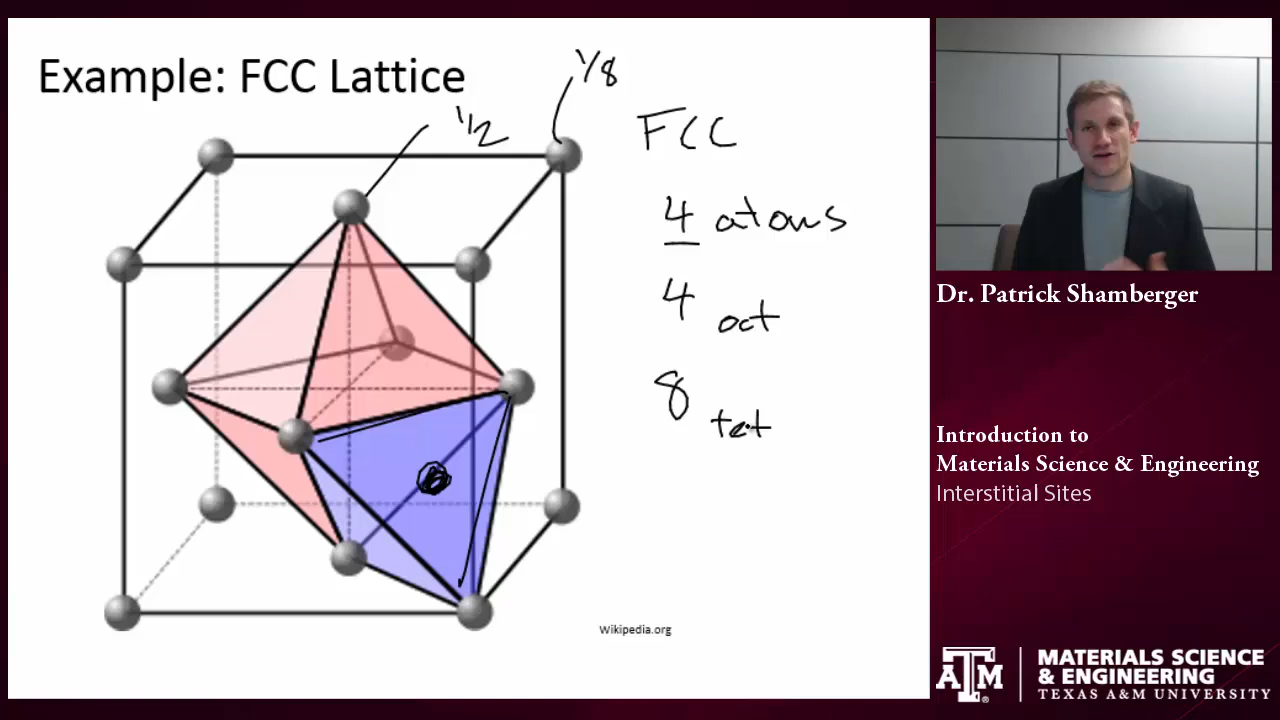 Example: FCC Lattice
1/8
1/2
FCC
4 atoms
4 oct
8 tet
Wikipedia.org
Dr. Patrick Shamberger
Introduction to
Materials Science & Engineering
Interstitial Sites
ATM
MATERIALS SCIENCE
& ENGINEERING
TEXAS A&M UNIVERSITY